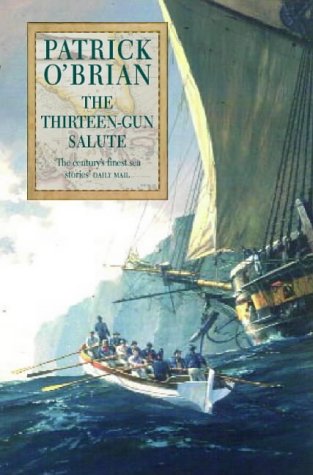 PATRICK
O'BRIAN
THE
THIRTEEN-GUN
SALUTE
'The century's finest sea
stories' DAILY MAIL